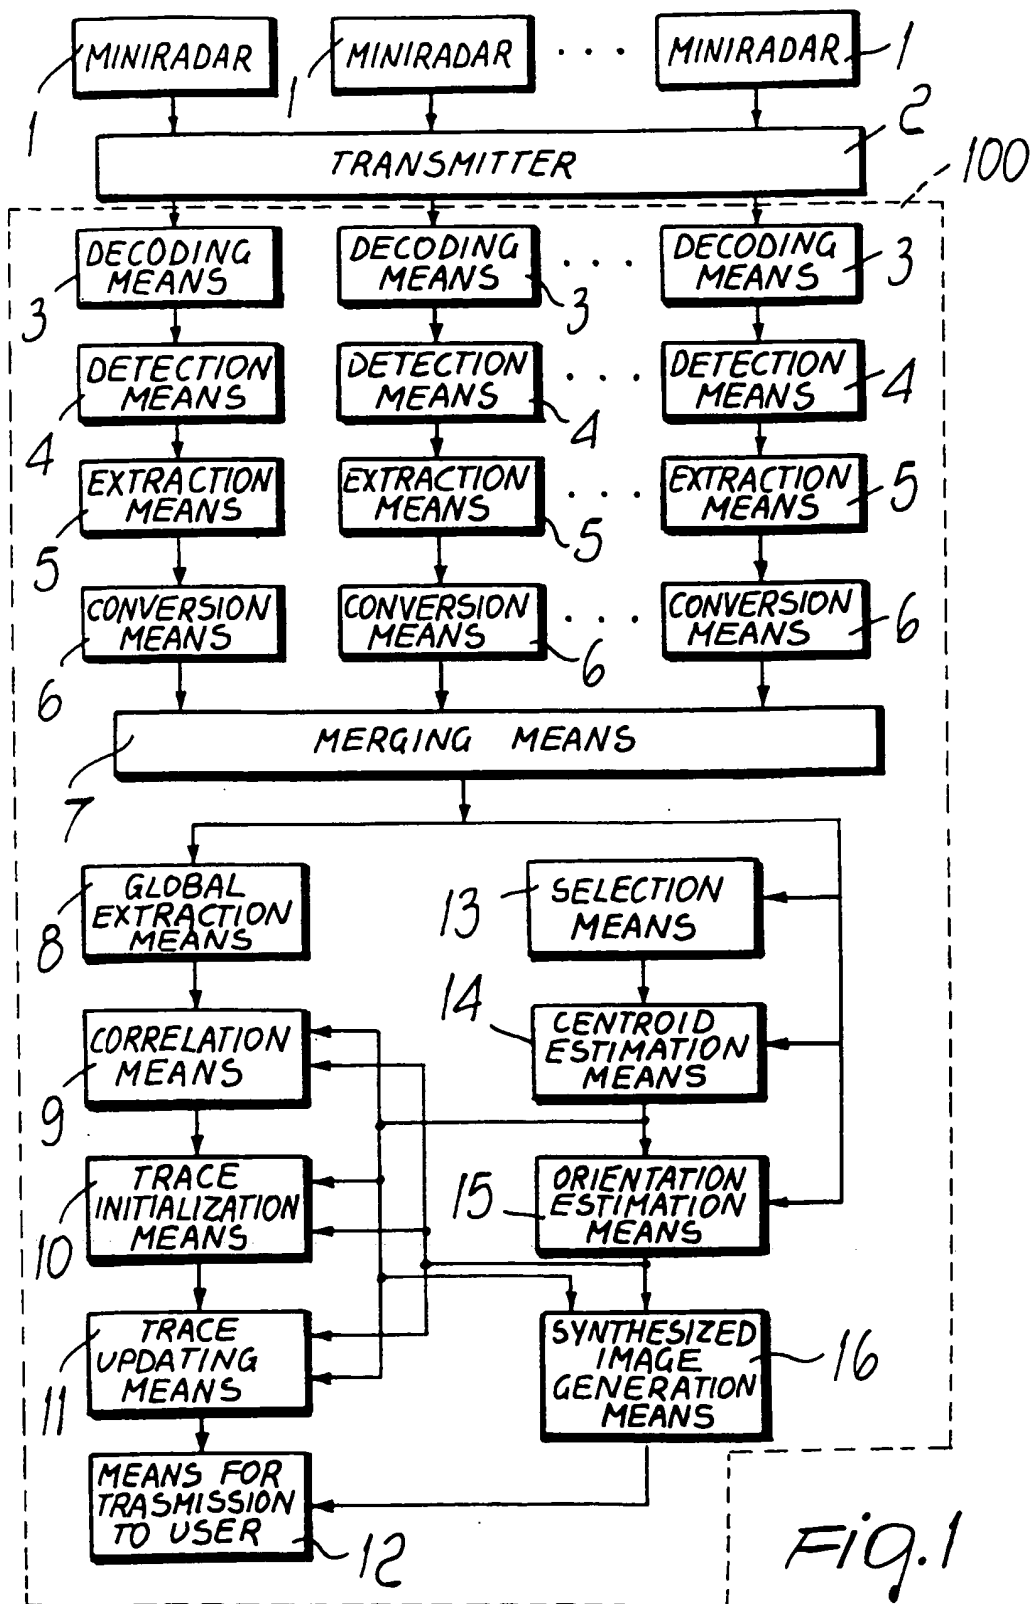 MINIRADAR MINIRADAR . . . MINIRADAR 1
1 1
TRANSMITTER 2
100
DECODING MEANS DECODING MEANS . . . DECODING MEANS
3 3 3
DETECTION MEANS DETECTION MEANS . . . DETECTION MEANS
4 4 4
EXTRACTION MEANS EXTRACTION MEANS . . . EXTRACTION MEANS
5 5 5
CONVERSION MEANS CONVERSION MEANS . . . CONVERSION MEANS
6 6 6
MERGING MEANS
7
GLOBAL
EXTRACTION
MEANS
8
13
SELECTION
MEANS
14
CENTROID
ESTIMATION
MEANS
CORRELATION
MEANS
9
TRACE
INITIALIZATION
MEANS
10
15
ORIENTATION
ESTIMATION
MEANS
TRACE
UPDATING
MEANS
11
SYNTHESIZED
IMAGE
GENERATION
MEANS
16
MEANS FOR
TRASMISSION
TO USER
12
Fig.1